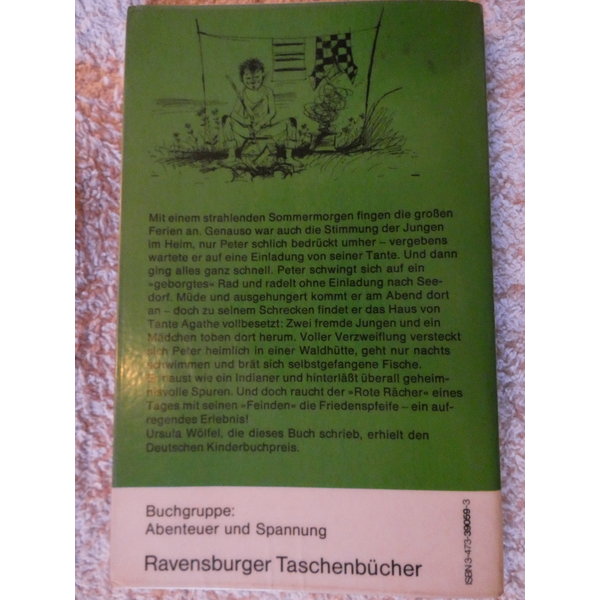 Mit einem strahlenden Sommermorgen fingen die großen
Ferien an. Genauso war auch die Stimmung der Jungen
im Heim, nur Peter schlich bedrückt umher – vergebens
wartete er auf eine Einladung von seiner Tante. Und dann
ging alles ganz schnell. Peter schwingt sich auf ein
»geborgtes« Rad und radelt ohne Einladung nach See-
dorf. Müde und ausgehungert kommt er am Abend dort
an – doch zu seinem Schrecken findet er das Haus von
Tante Agathe vollbesetzt: Zwei fremde Jungen und ein
Mädchen toben dort herum. Voller Verzweiflung versteckt
sich Peter heimlich in einer Waldhütte, geht nur nachts
schwimmen und brät sich selbstgefangene Fische.
haust wie ein Indianer und hinterläßt überall geheim-
nisvolle Spuren. Und doch raucht der »Rote Rächer« eines
Tages mit seinen »Feinden« die Friedenspfeife – ein auf-
regendes Erlebnis!
Ursula Wölfel, die dieses Buch schrieb, erhielt den
Deutschen Kinderbuchpreis.
Buchgruppe:
Abenteuer und Spannung
Ravensburger Taschenbücher
ISBN 3-473-39059-3